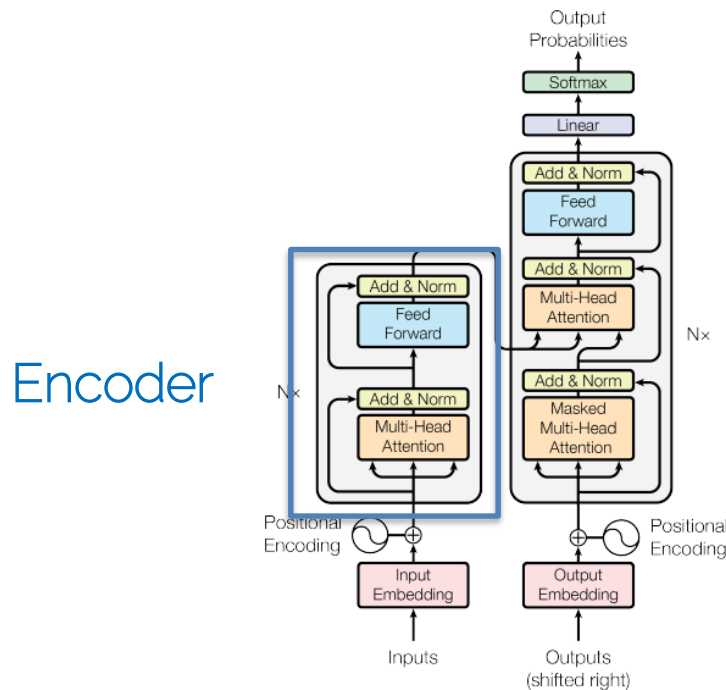 Output
Probabilities
Softmax
Linear
Add & Norm
Feed
Forward
Add & Norm
Multi-Head
Attention
Nx
Add & Norm
Masked
Multi-Head
Attention
Encoder
Add & Norm
Feed
Forward
N×
Add & Norm
Multi-Head
Attention
Positional
Encoding
Positional
Encoding
Input
Embedding
Output
Embedding
Inputs
Outputs
(shifted right)